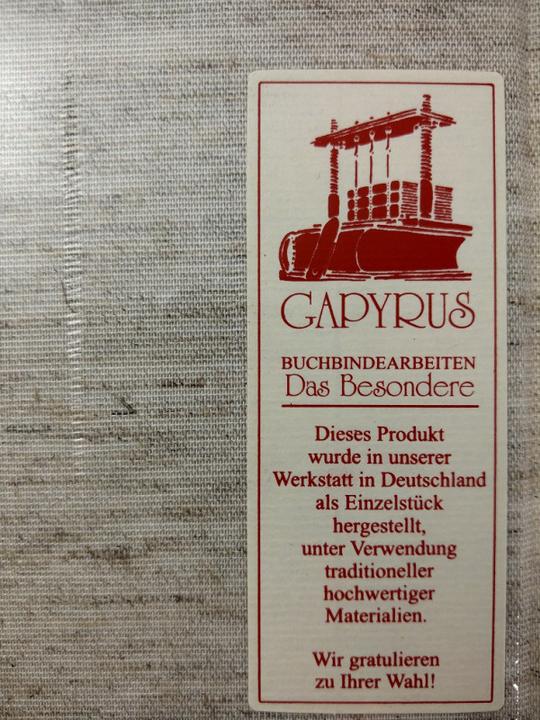 GAPYRUS
BUCHBINDEARBEITEN
Das Besondere
Dieses Produkt
wurde in unserer
Werkstatt in Deutschland
als Einzelstück
hergestellt,
unter Verwendung
traditioneller
hochwertiger
Materialien.
Wir gratulieren
zu Ihrer Wahl!